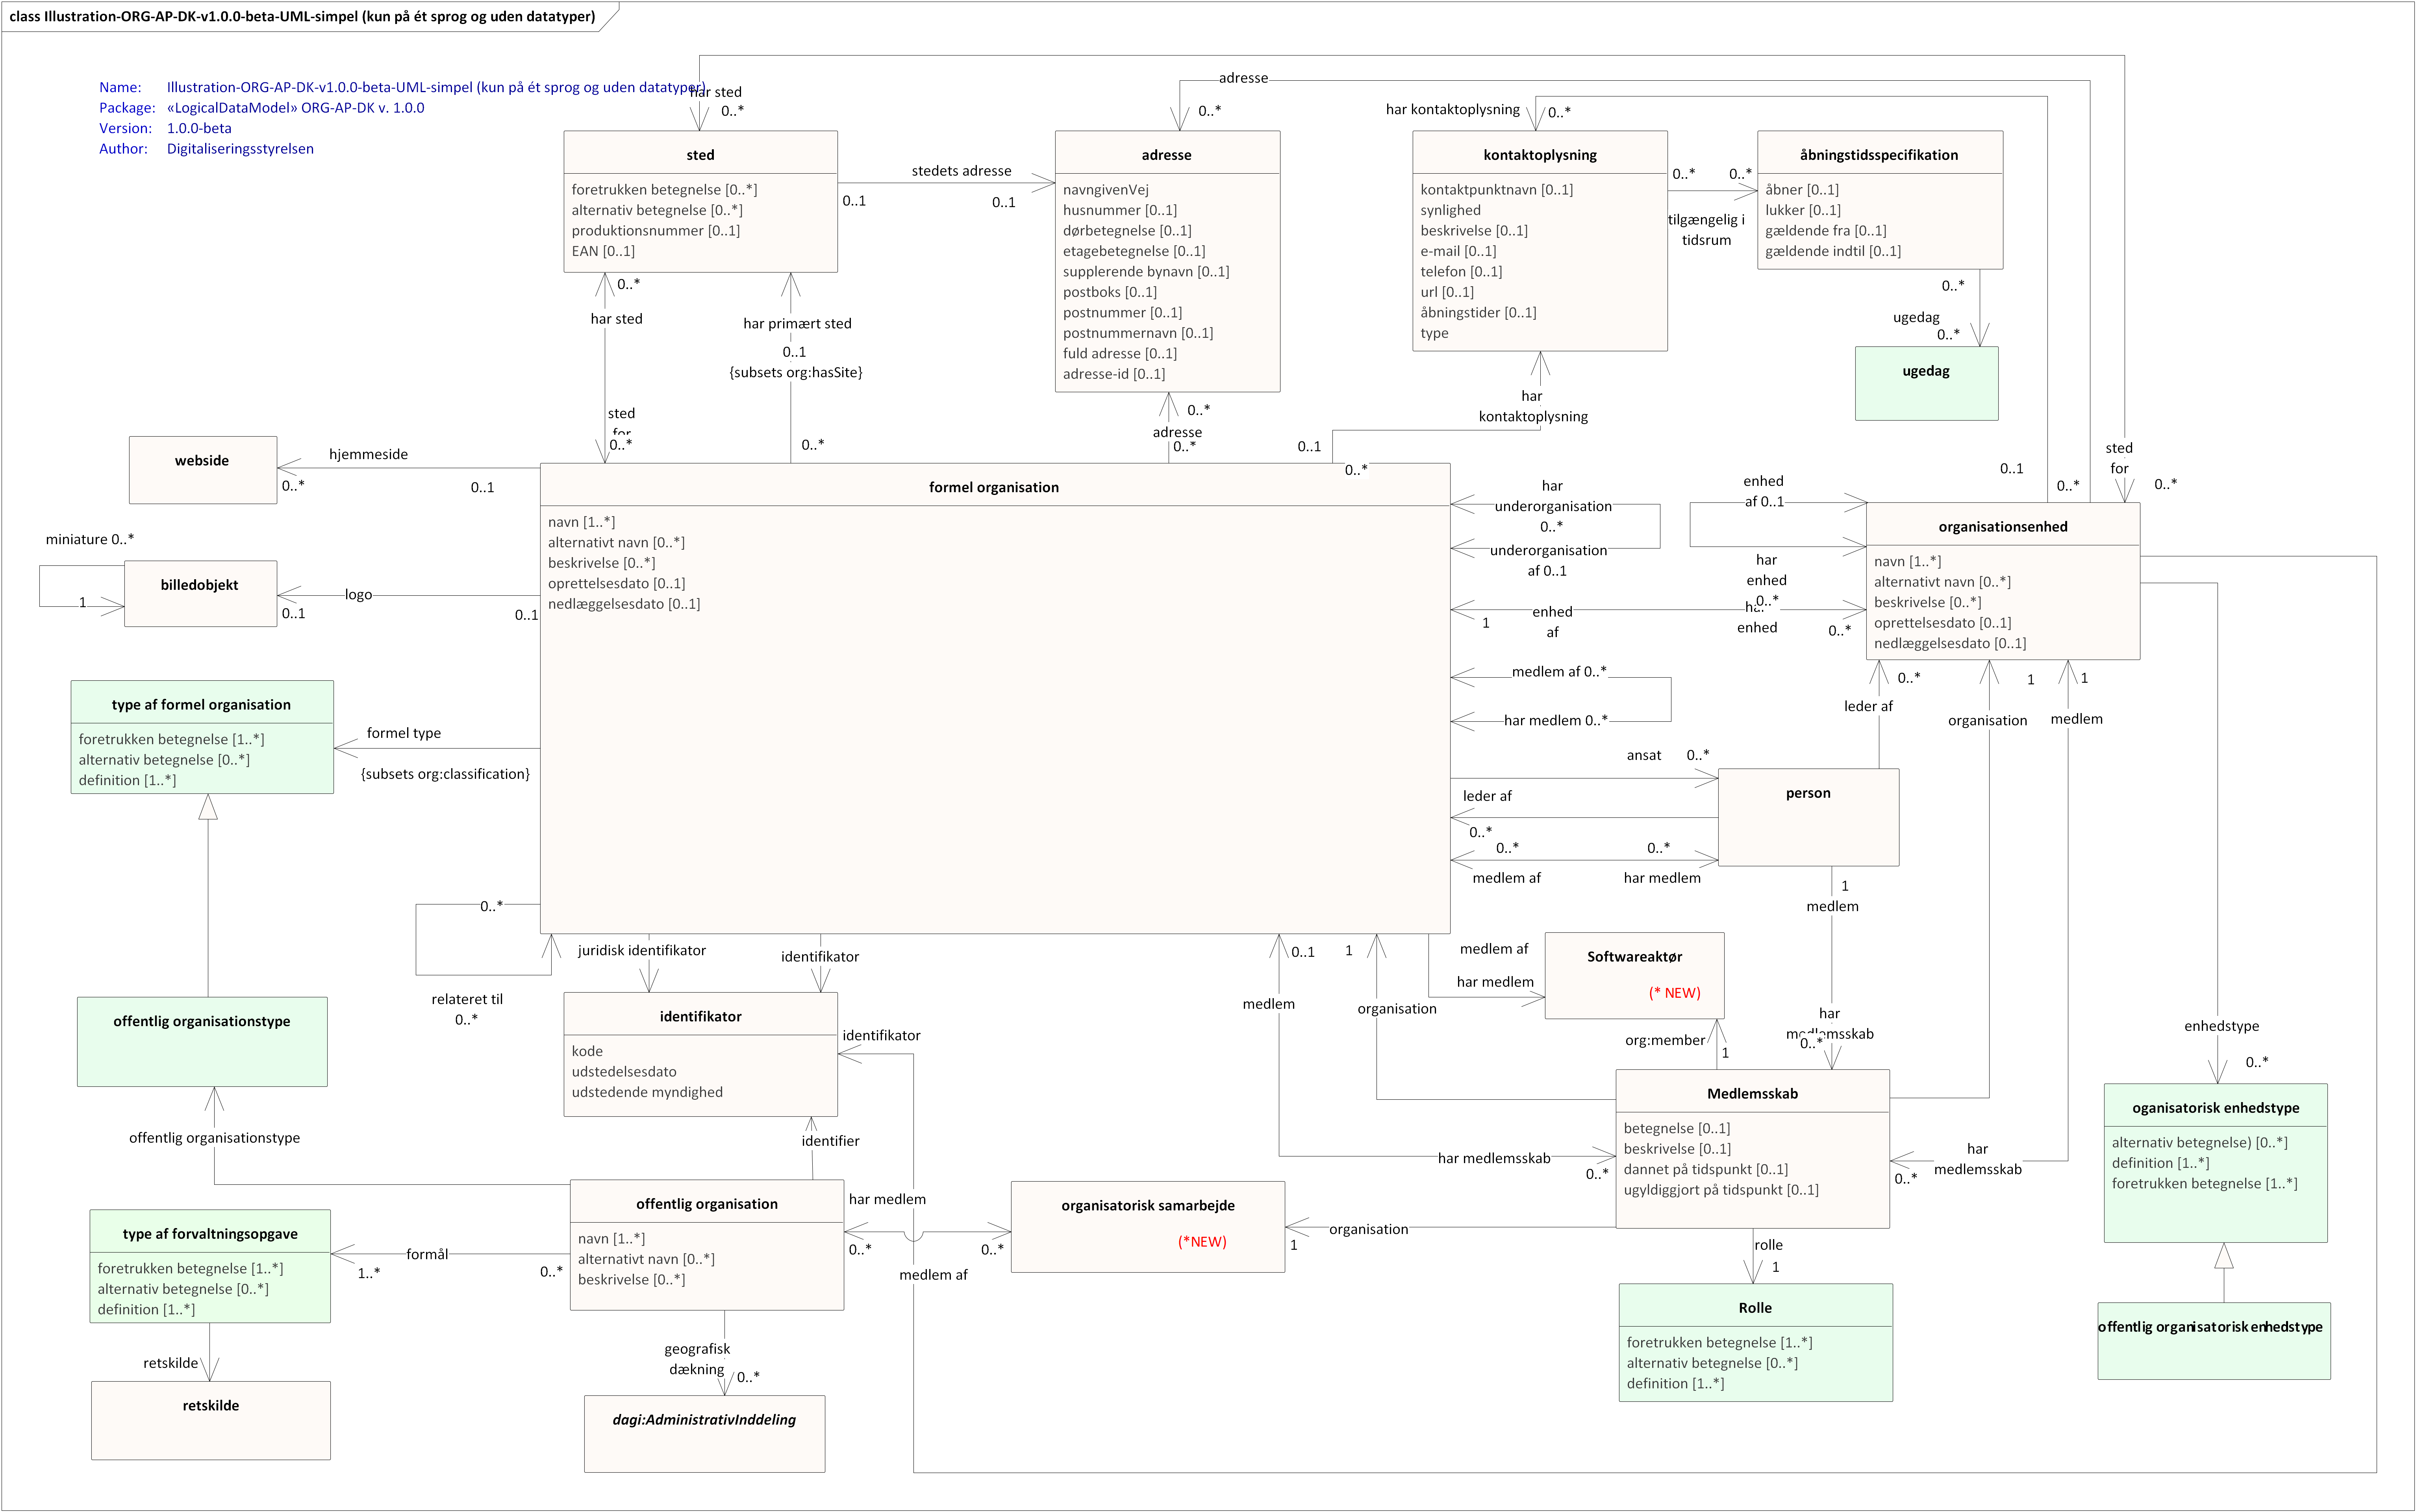 class Illustration-ORG-AP-DK-v1.0.0-beta-UML-simpel (kun på ét sprog og uden datatyper)
Name: Illustration-ORG-AP-DK-v1.0.0-beta-UML-simpel (kun på ét sprog og uden datatyper)
Package: «LogicalDataModel» ORG-AP-DK v. 1.0.0
Version: 1.0.0-beta
Author: Digitaliseringsstyrelsen
har sted
0..*
adresse
0..*
har kontaktoplysning
0..*
sted
foretrukken betegnelse [0..*]
alternativ betegnelse [0..*]
produktionsnummer [0..1]
EAN [0..1]
stedets adresse
0..1
0..1
adresse
navngivenVej
husnummer [0..1]
dørbetegnelse [0..1]
etagebetegnelse [0..1]
supplerende bynavn [0..1]
postboks [0..1]
postnummer [0..1]
postnummernavn [0..1]
fuld adresse [0..1]
adresse-id [0..1]
kontaktoplysning
kontaktpunktnavn [0..1]
synlighed
beskrivelse [0..1]
e-mail [0..1]
telefon [0..1]
url [0..1]
åbningstider [0..1]
type
0..*
0..*
tilgængelig i
tidsrum
åbningstidsspecifikation
åbner [0..1]
lukker [0..1]
gældende fra [0..1]
gældende indtil [0..1]
0..*
ugedag
0..*
ugedag
0..*
har sted
sted
for
0..*
har primært sted
0..1
{subsets org:hasSite}
0..*
0..*
adresse
0..*
har
kontaktoplysning
0..1
0..*
sted
for
0..1
0..*
0..*
webside
hjemmeside
0..*
0..1
miniature 0..*
1
billedobjekt
logo
0..1
0..1
formel organisation
navn [1..*]
alternativt navn [0..*]
beskrivelse [0..*]
oprettelsesdato [0..1]
nedlæggelsesdato [0..1]
har
underorganisation
0..*
underorganisation
af 0..1
enhed
af 0..1
har
enhed
0..*
organisationsenhed
navn [1..*]
alternativt navn [0..*]
beskrivelse [0..*]
oprettelsesdato [0..1]
nedlæggelsesdato [0..1]
1
enhed
af
har
enhed
0..*
medlem af 0..*
har medlem 0..*
0..*
leder af
1
organisation
1
medlem
type af formel organisation
foretrukken betegnelse [1..*]
alternativ betegnelse [0..*]
definition [1..*]
formel type
{subsets org:classification}
ansat
0..*
leder af
0..*
person
0..*
0..*
medlem af
har medlem
1
medlem
0..*
relateret til
0..*
juridisk identifikator
identifikator
0..1
1
medlem
organisation
medlem af
har medlem
Softwareaktør
(* NEW)
org:member
1
har
medlemsskab
0..*
offentlig organisationstype
identifikator
kode
udstedelsesdato
udstedende myndighed
identifikator
enhedstype
0..*
Medlemsskab
betegnelse [0..1]
beskrivelse [0..1]
dannet på tidspunkt [0..1]
ugyldiggjort på tidspunkt [0..1]
har medlemsskab
0..*
har
medlemsskab
0..*
oganisatorisk enhedstype
alternativ betegnelse) [0..*]
definition [1..*]
foretrukken betegnelse [1..*]
offentlig organisationstype
identifier
type af forvaltningsopgave
foretrukken betegnelse [1..*]
alternativ betegnelse [0..*]
definition [1..*]
formål
1..*
0..*
offentlig organisation
navn [1..*]
alternativt navn [0..*]
beskrivelse [0..*]
har medlem
0..*
0..*
medlem af
organisatorisk samarbejde
(*NEW)
organisation
1
rolle
1
Rolle
foretrukken betegnelse [1..*]
alternativ betegnelse [0..*]
definition [1..*]
offentlig organisatorisk enhedstype
retskilde
retskilde
geografisk
dækning
0..*
dagi:AdministrativInddeling